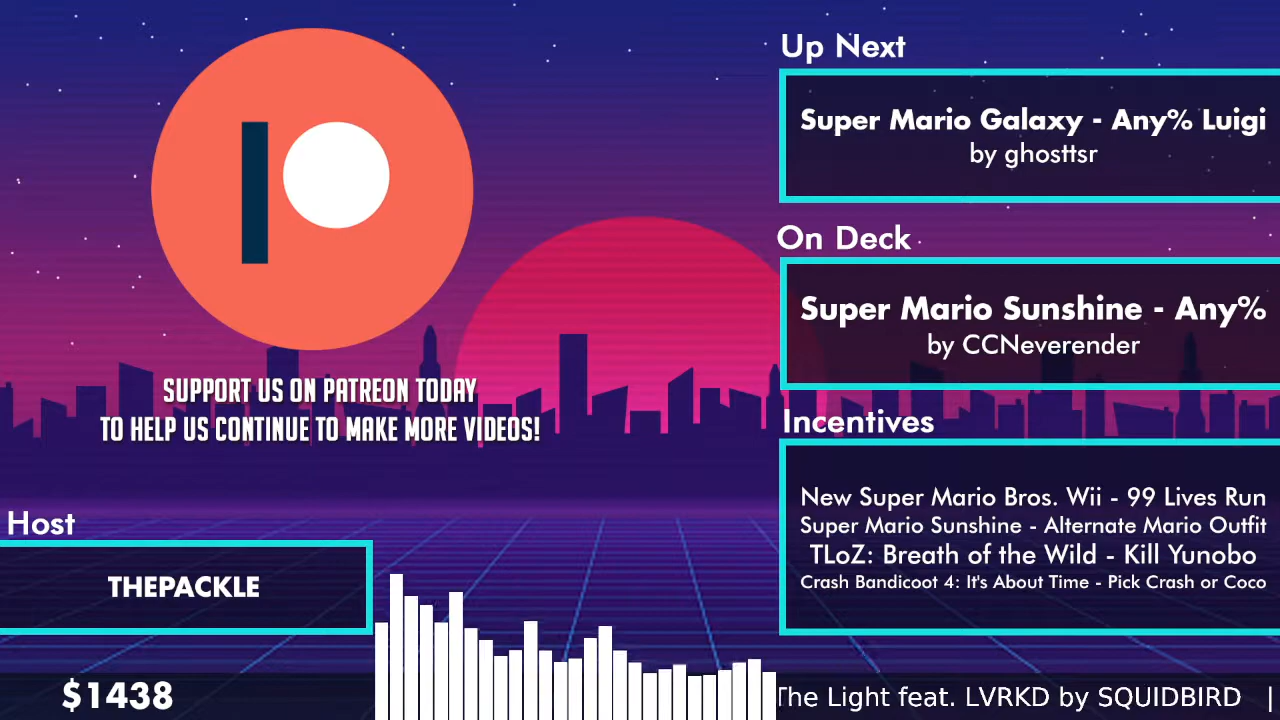 Up Next
Super Mario Galaxy - Any% Luigi
by ghosttsr
On Deck
Super Mario Sunshine - Any%
by CCNeverender
SUPPORT US ON PATREON TODAY
TO HELP US CONTINUE TO MAKE MORE VIDEOS!
Incentives
New Super Mario Bros. Wii - 99 Lives Run
Super Mario Sunshine - Alternate Mario Outfit
TLoZ: Breath of the Wild - Kill Yunobo
Crash Bandicoot 4: It's About Time - Pick Crash or Coco
Host
THEPACKLE
$1438
The Light feat. LVRKD by SQUIDBIRD |